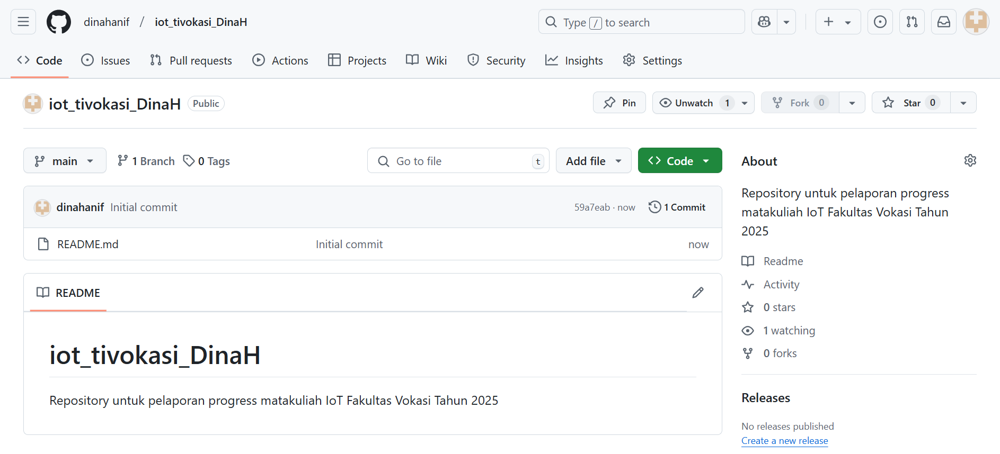 dinahanif / iot_tivokasi_DinaH
Type / to search
Code Issues Pull requests Actions Projects Wiki Security Insights Settings
iot_tivokasi_DinaH Public
Pin Unwatch 1 Fork 0 Star 0
main 1 Branch 0 Tags
Go to file t Add file Code
dinahanif Initial commit 59a7eab · now 1 Commit
README.md Initial commit now
README
iot_tivokasi_DinaH
Repository untuk pelaporan progress matakuliah IoT Fakultas Vokasi Tahun 2025
About
Repository untuk pelaporan progress
matakuliah IoT Fakultas Vokasi Tahun
2025
Readme
Activity
0 stars
1 watching
0 forks
Releases
No releases published
Create a new release